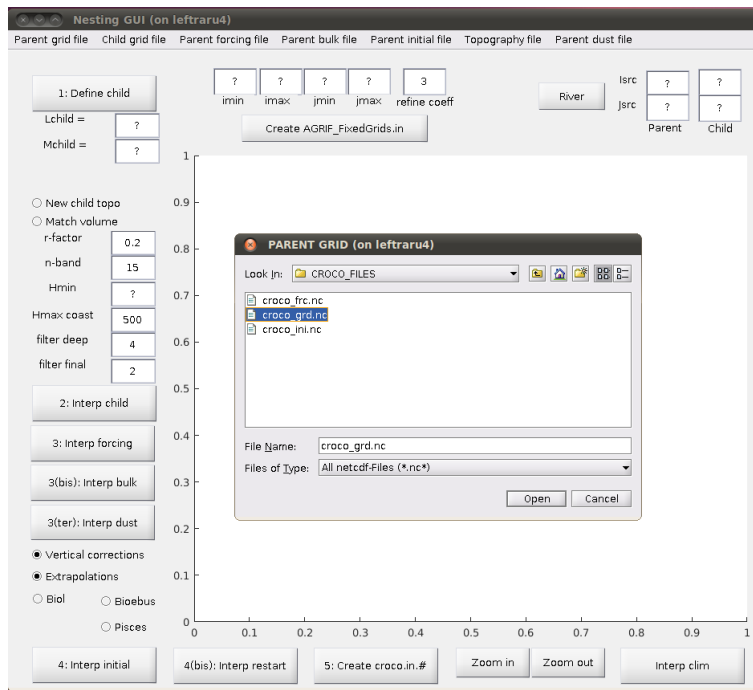 Nesting GUI (on leftraru4)
Parent grid file Child grid file Parent forcing file Parent bulk file Parent initial file Topography file Parent dust file
1: Define child
? ? ? ? 3
imin imax jmin jmax refine coeff
River
Isrc ? ?
Jsrc ? ?
Parent Child
Lchild = ?
Mchild = ?
Create AGRIF_FixedGrids.in
New child topo
Match volume
r-factor 0.2
n-band 15
Hmin ?
Hmax coast 500
filter deep 4
filter final 2
2: Interp child
3: Interp forcing
3(bis): Interp bulk
3(ter): Interp dust
Vertical corrections
Extrapolations
Biol Bioebus
Pisces
1
0.9
0.8
0.7
0.6
0.5
0.4
0.3
0.2
0.1
0
0 0.1 0.2 0.3 0.4 0.5 0.6 0.7 0.8 0.9 1
PARENT GRID (on leftraru4)
Look In: CROCO_FILES
croco_frc.nc
croco_grd.nc
croco_ini.nc
File Name: croco_grd.nc
Files of Type: All netcdf-Files (*.nc*)
Open Cancel
4: Interp initial 4(bis): Interp restart 5: Create croco.in.# Zoom in Zoom out Interp clim